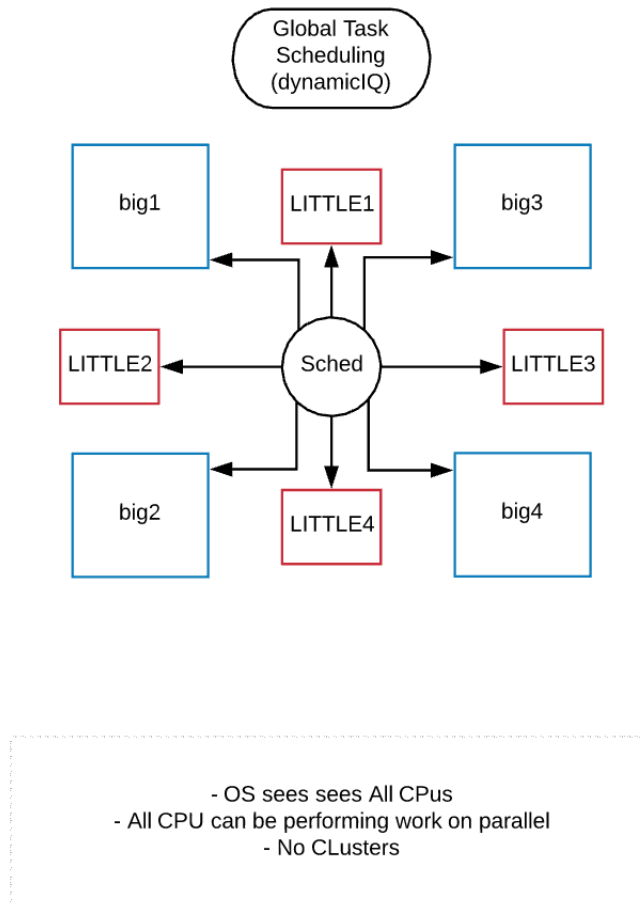 Global Task
Scheduling
(dynamicIQ)
big1
LITTLE1
big3
LITTLE2
Sched
LITTLE3
big2
LITTLE4
big4
- OS sees sees All CPus
- All CPU can be performing work on parallel
- No CLusters